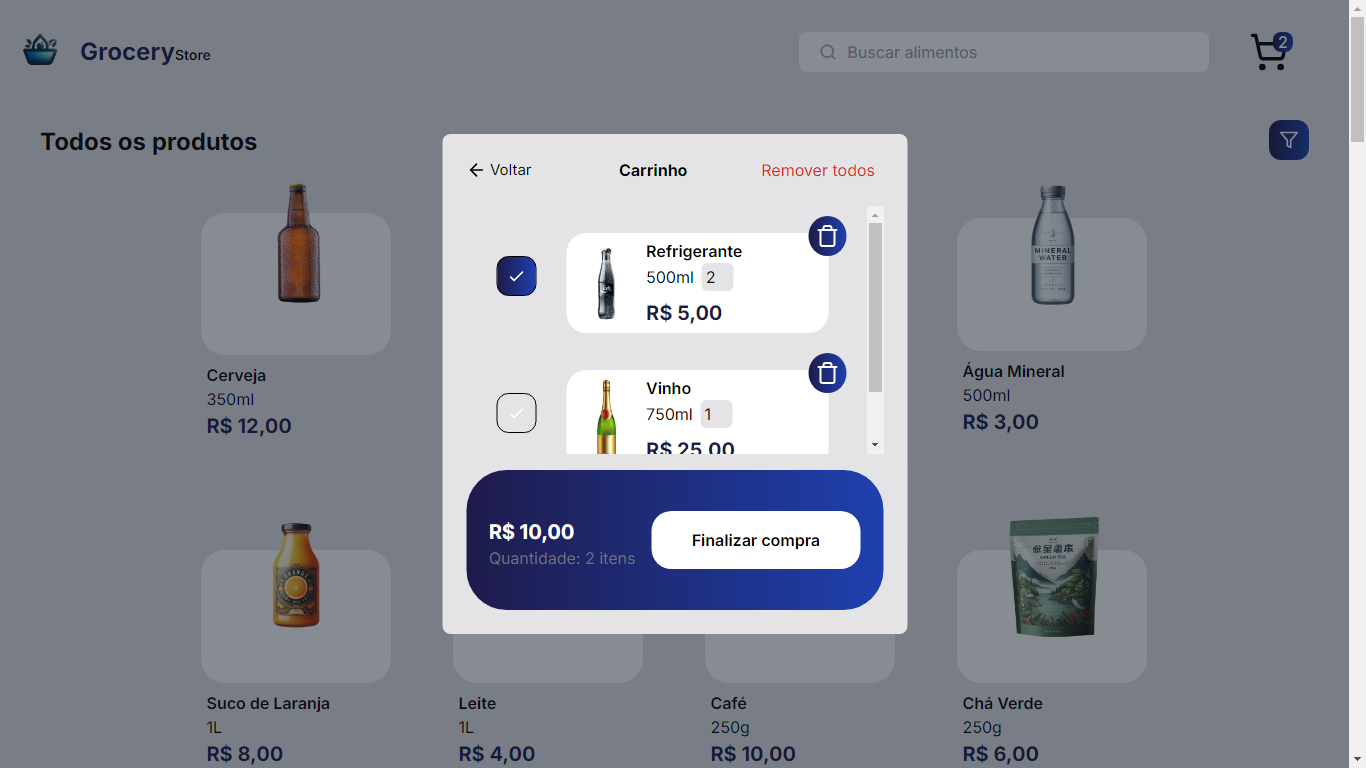 GroceryStore
Buscar alimentos
2
Todos os produtos
Voltar
Carrinho
Remover todos
Refrigerante
500ml 2
R$ 5,00
Vinho
750ml 1
R$ 25,00
R$ 10,00
Quantidade: 2 itens
Finalizar compra
Cerveja
350ml
R$ 12,00
MINERAL
WATER
Água Mineral
500ml
R$ 3,00
Suco de Laranja
1L
R$ 8,00
Leite
1L
R$ 4,00
Café
250g
R$ 10,00
GREEN TEA
Chá Verde
250g
R$ 6,00